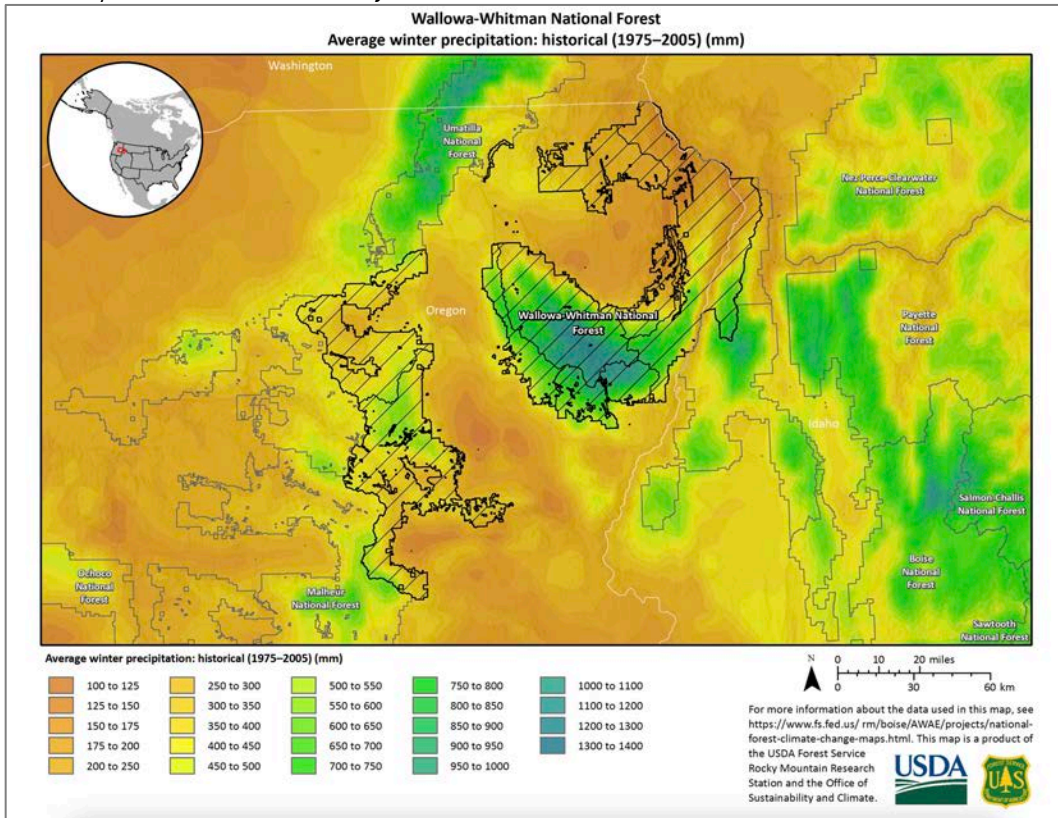 Wallowa-Whitman National Forest
Average winter precipitation: historical (1975–2005) (mm)
Washington
Umatilla
National
Forest
Nez Perce-Clearwater
National Forest
Oregon
Wallowa-Whitman National
Forest
Payette
National
Forest
Idaho
Salmon-Challis
National Forest
Ochoco
National
Forest
Malheur
National Forest
Boise
National
Forest
Sawtooth
National Forest
Average winter precipitation: historical (1975–2005) (mm)
100 to 125
125 to 150
150 to 175
175 to 200
200 to 250
250 to 300
300 to 350
350 to 400
400 to 450
450 to 500
500 to 550
550 to 600
600 to 650
650 to 700
700 to 750
750 to 800
800 to 850
850 to 900
900 to 950
950 to 1000
1000 to 1100
1100 to 1200
1200 to 1300
1300 to 1400
N
0 10 20 miles
0 30 60 km
For more information about the data used in this map, see
https://www.fs.fed.us/ rm/boise/AWAE/projects/national-
forest-climate-change-maps.html. This map is a product of
the USDA Forest Service
Rocky Mountain Research
Station and the Office of
Sustainability and Climate.
USDA
FOREST SERVICE
U S
DEPARTMENT OF AGRICULTURE